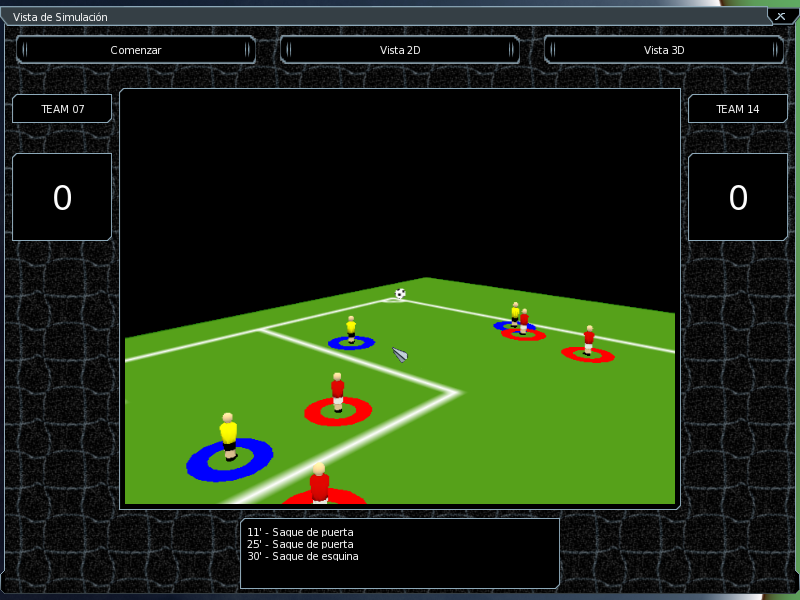 Vista de Simulación
Comenzar
Vista 2D
Vista 3D
TEAM 07
TEAM 14
0
0
11' - Saque de puerta
25' - Saque de puerta
30' - Saque de esquina